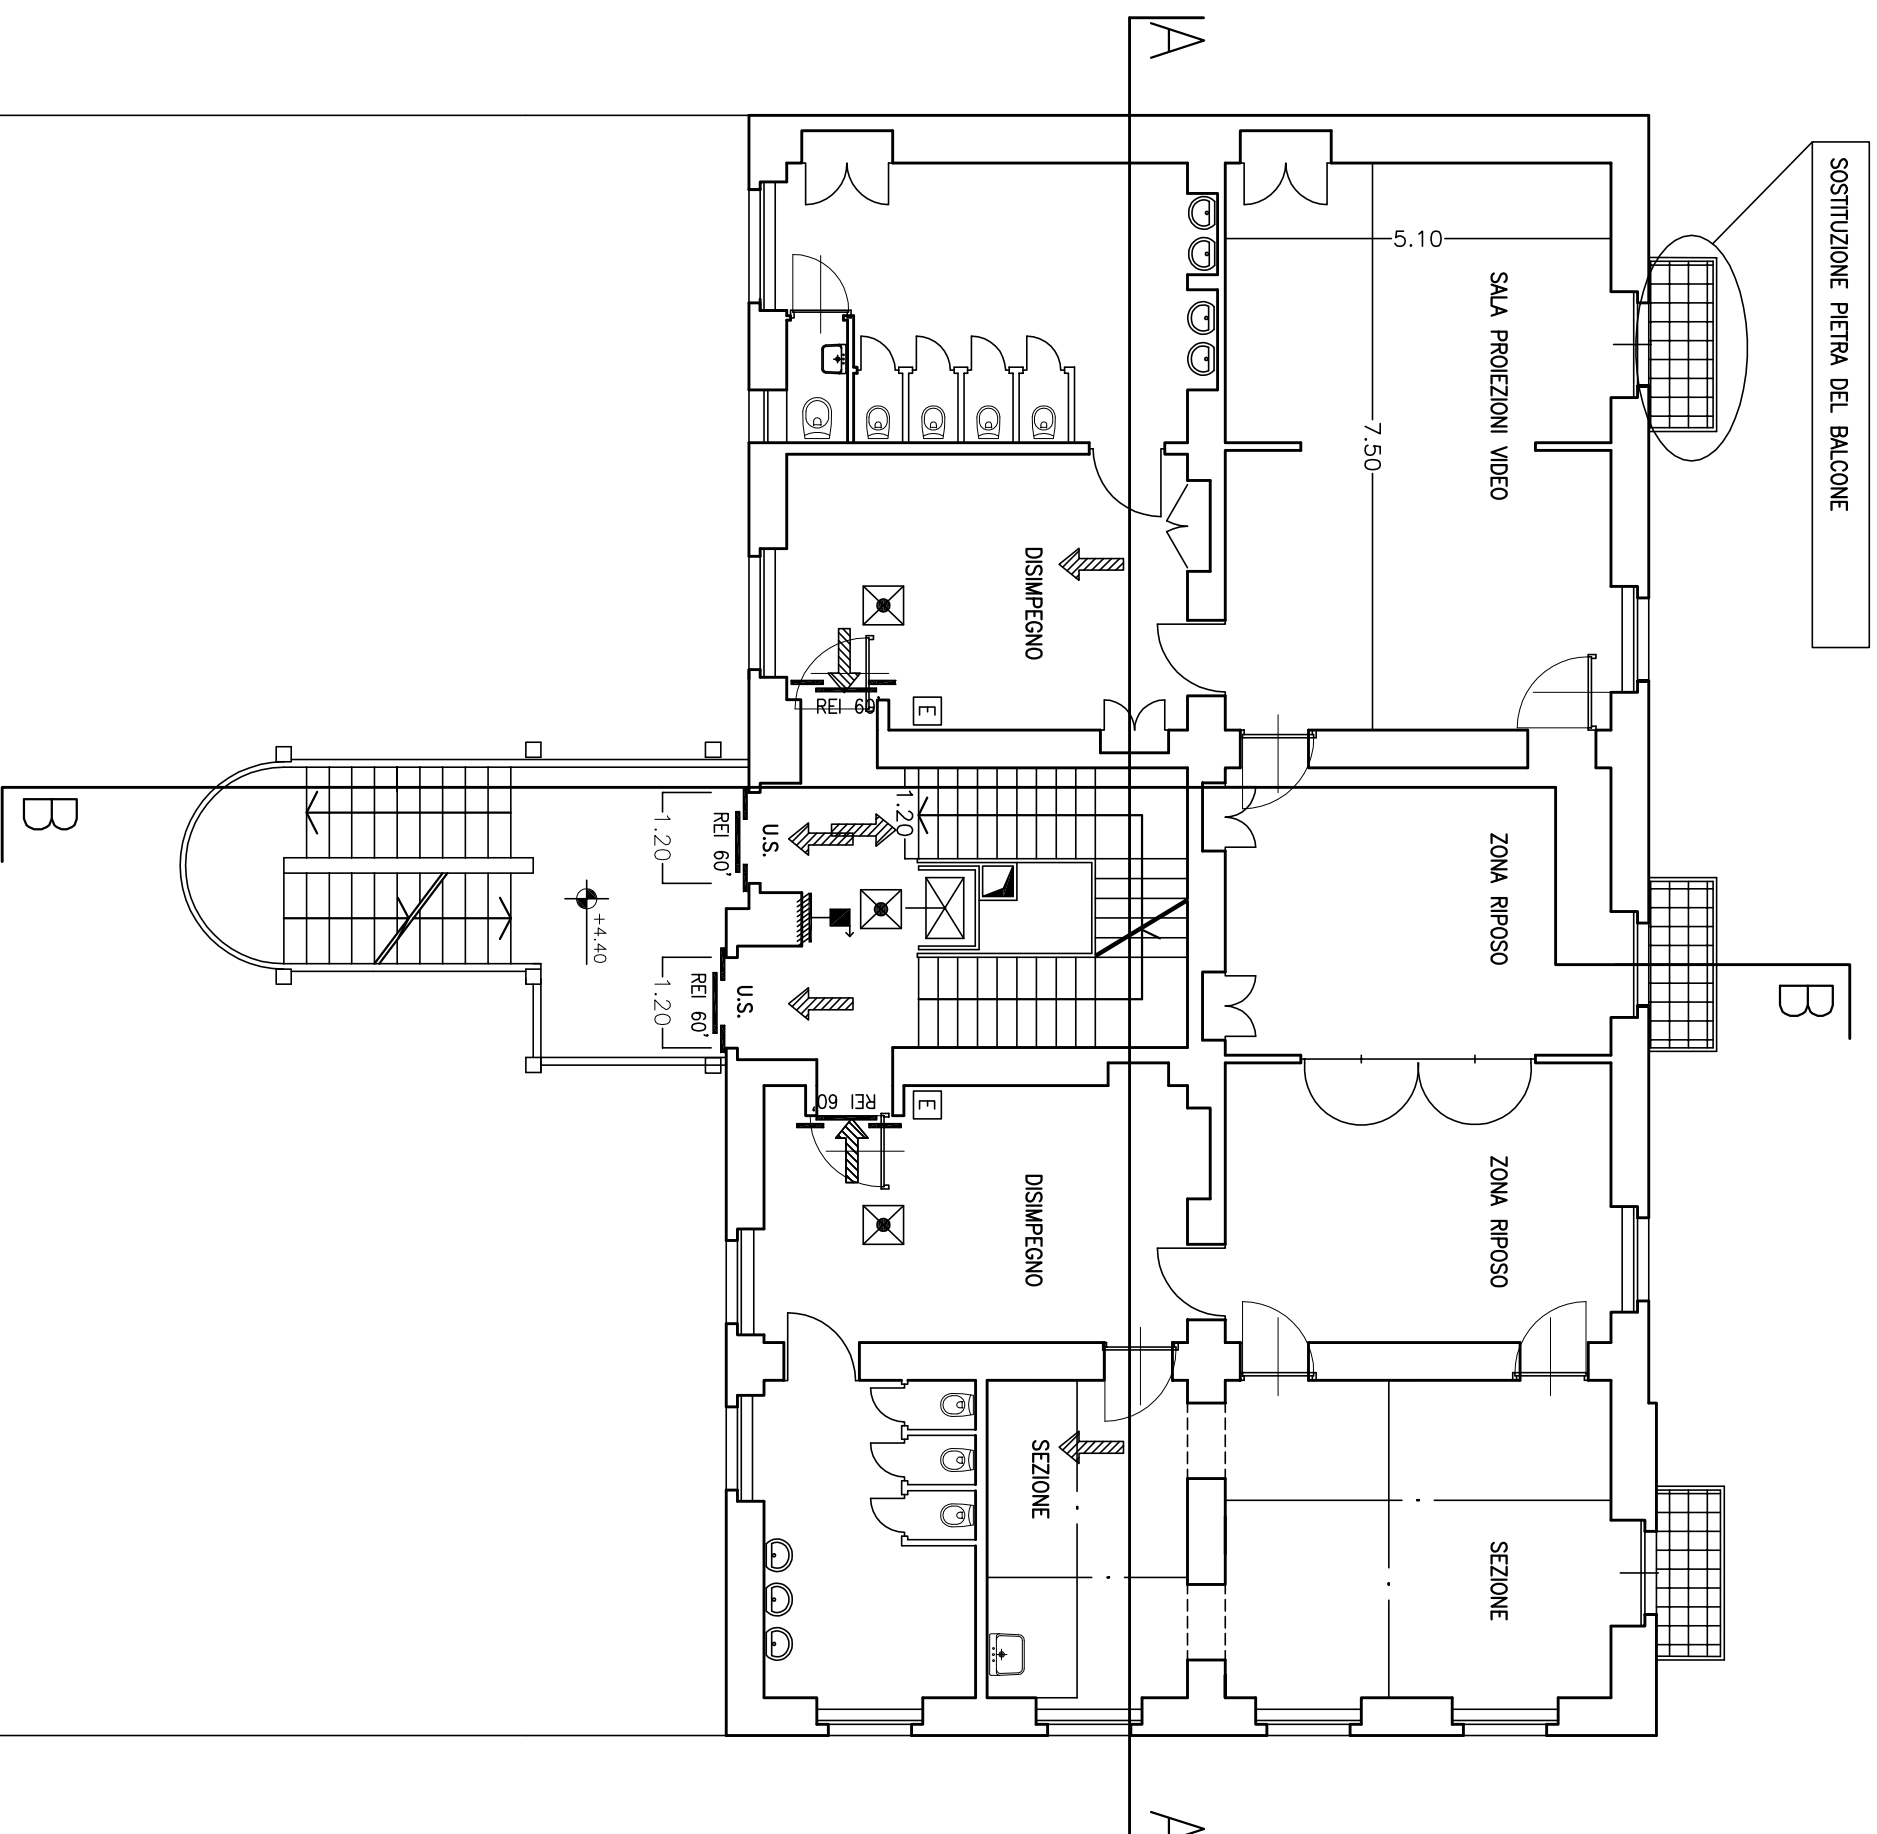 A
SOSTITUZIONE PIETRA DEL BALCONE
5.10
SALA PROIEZIONI VIDEO
7.50
DISIMPEGNO
REI 60'
E
B
1.20
REI 60'
U.S.
1.20
ZONA RIPOSO
+4.40
B
1.20
REI 60'
U.S.
REI 60'
E
ZONA RIPOSO
DISIMPEGNO
SEZIONE
SEZIONE
A